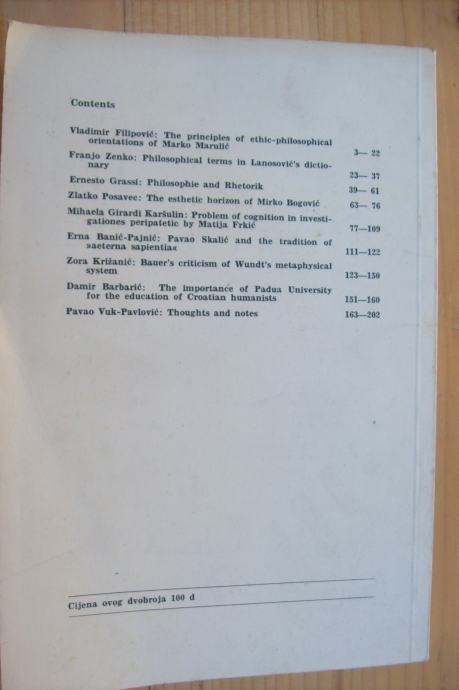 Contents
Vladimir Filipović: The principles of ethic-philosophical
orientations of Marko Marulić 3— 22
Franjo Zenko: Philosophical terms in Lanosović's dictio-
nary 23— 37
Ernesto Grassi: Philosophie and Rhetorik 39— 61
Zlatko Posavec: The esthetic horizon of Mirko Bogović 63— 76
Mihaela Girardi Karšulin: Problem of cognition in investi-
gationes peripatetic by Matija Frkić 77—109
Erna Banić-Pajnić: Pavao Skalić and the tradition of
»aeterna sapientia« 111—122
Zora Križanić: Bauer's criticism of Wundt's metaphysical
system 123—150
Damir Barbarić: The importance of Padua University
for the education of Croatian humanists 151—160
Pavao Vuk-Pavlović: Thoughts and notes 163—202
Cijena ovog dvobroja 100 d